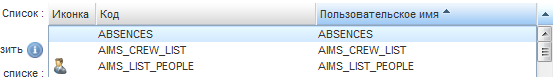 Список : Иконка Код Пользовательское имя
ABSENCES ABSENCES
зить AIMS_CREW_LIST AIMS_CREW_LIST
списке : AIMS_LIST_PEOPLE AIMS_LIST_PEOPLE